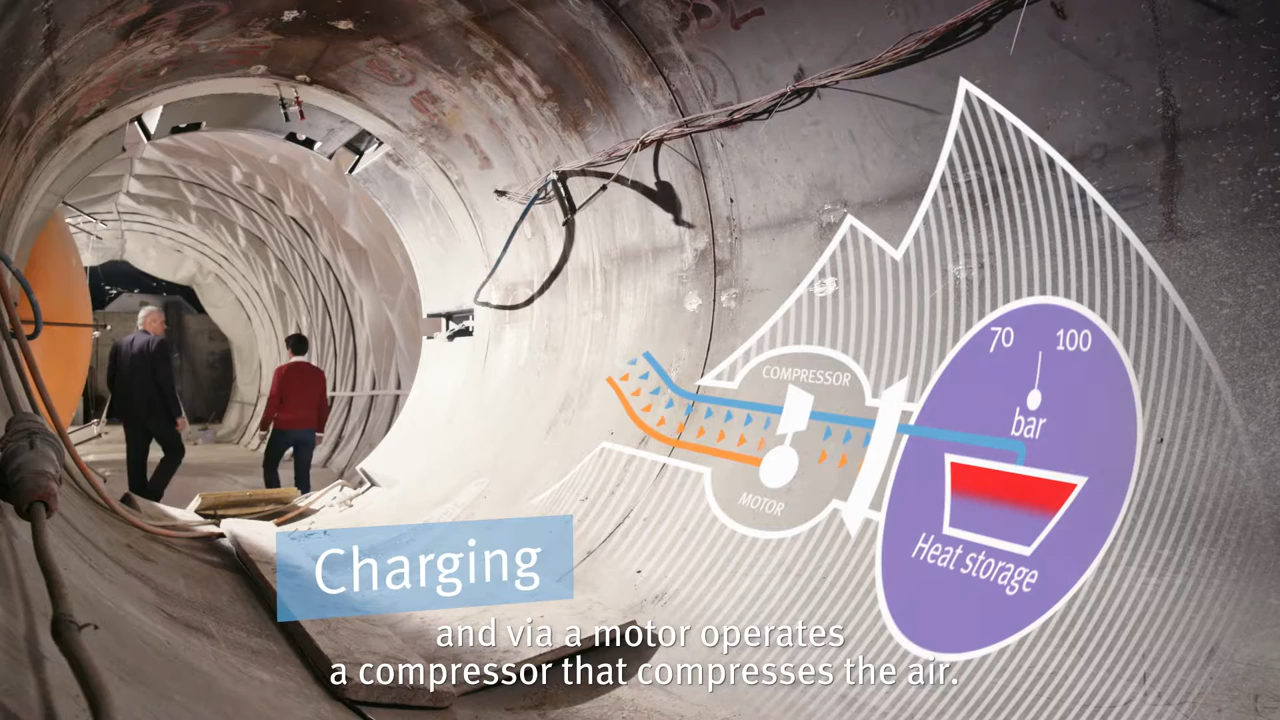 70 100
bar
COMPRESSOR
MOTOR
Heat storage
Charging
and via a motor operates
a compressor that compresses the air.